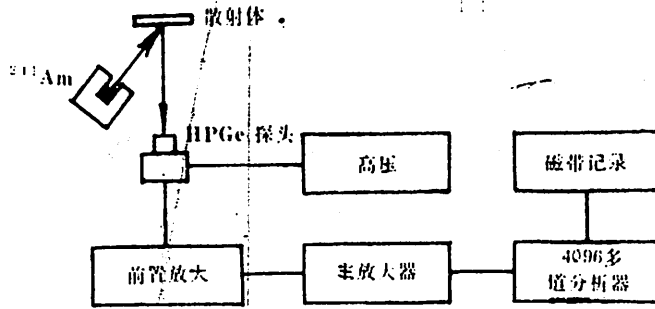 散射体
²⁴¹Am
HPGe 探头
高压
磁带记录
前置放大
主放大器
4096多
道分析器